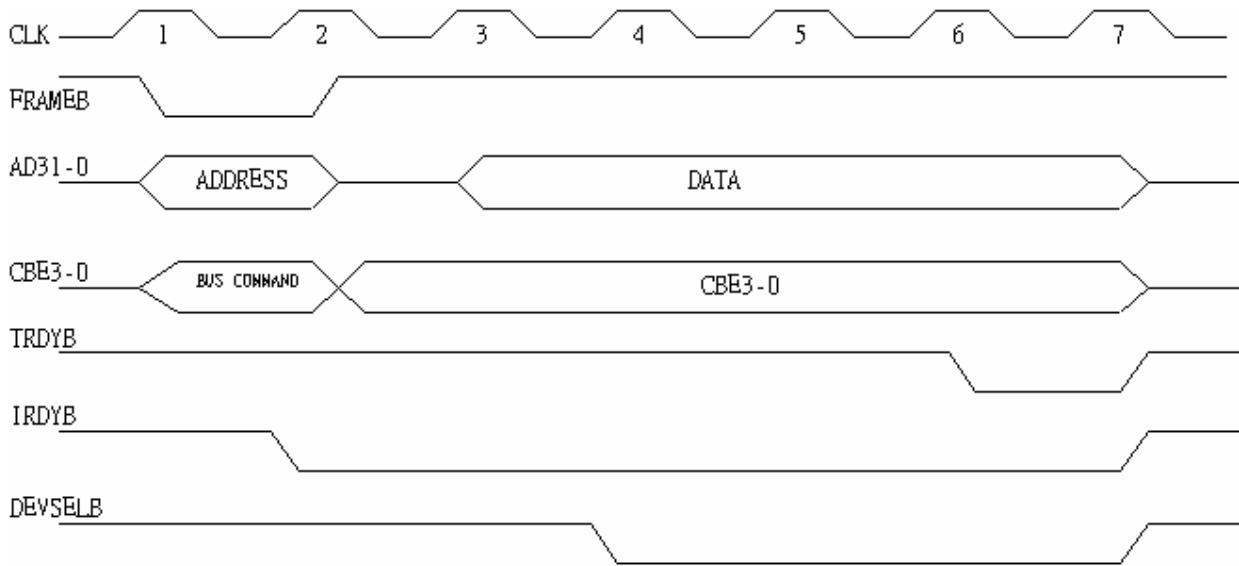 CLK 1 2 3 4 5 6 7
FRAMEB
AD31-0 ADDRESS DATA
CBE3-0 BUS COMMAND CBE3-0
TRDYB
IRDYB
DEVSELB